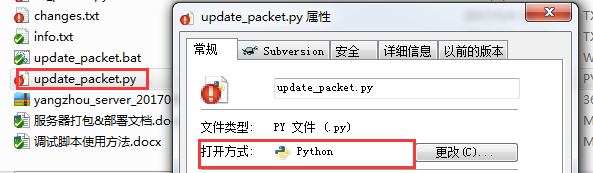 changes.txt
info.txt
update_packet.bat
update_packet.py
yangzhou_server_20170
服务器打包&部署文档.do
调试脚本使用方法.docx
update_packet.py 属性
常规 Subversion 安全 详细信息 以前的版本
update_packet.py
文件类型: PY 文件 (.py)
打开方式: Python 更改(C)...